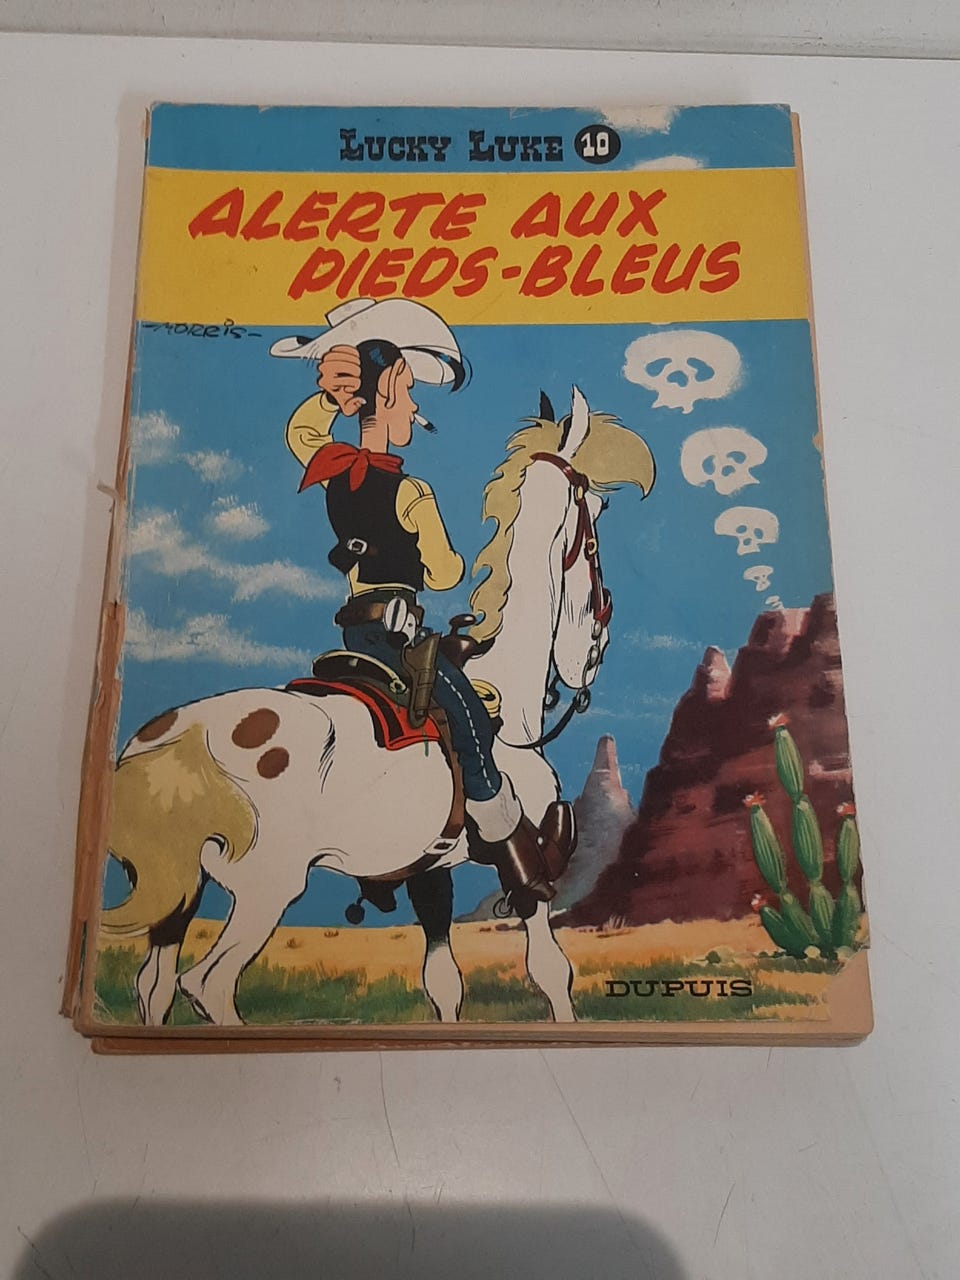 LUCKY LUKE 10
ALERTE AUX
PIEDS-BLEUS
-MORRIS-
DUPUIS